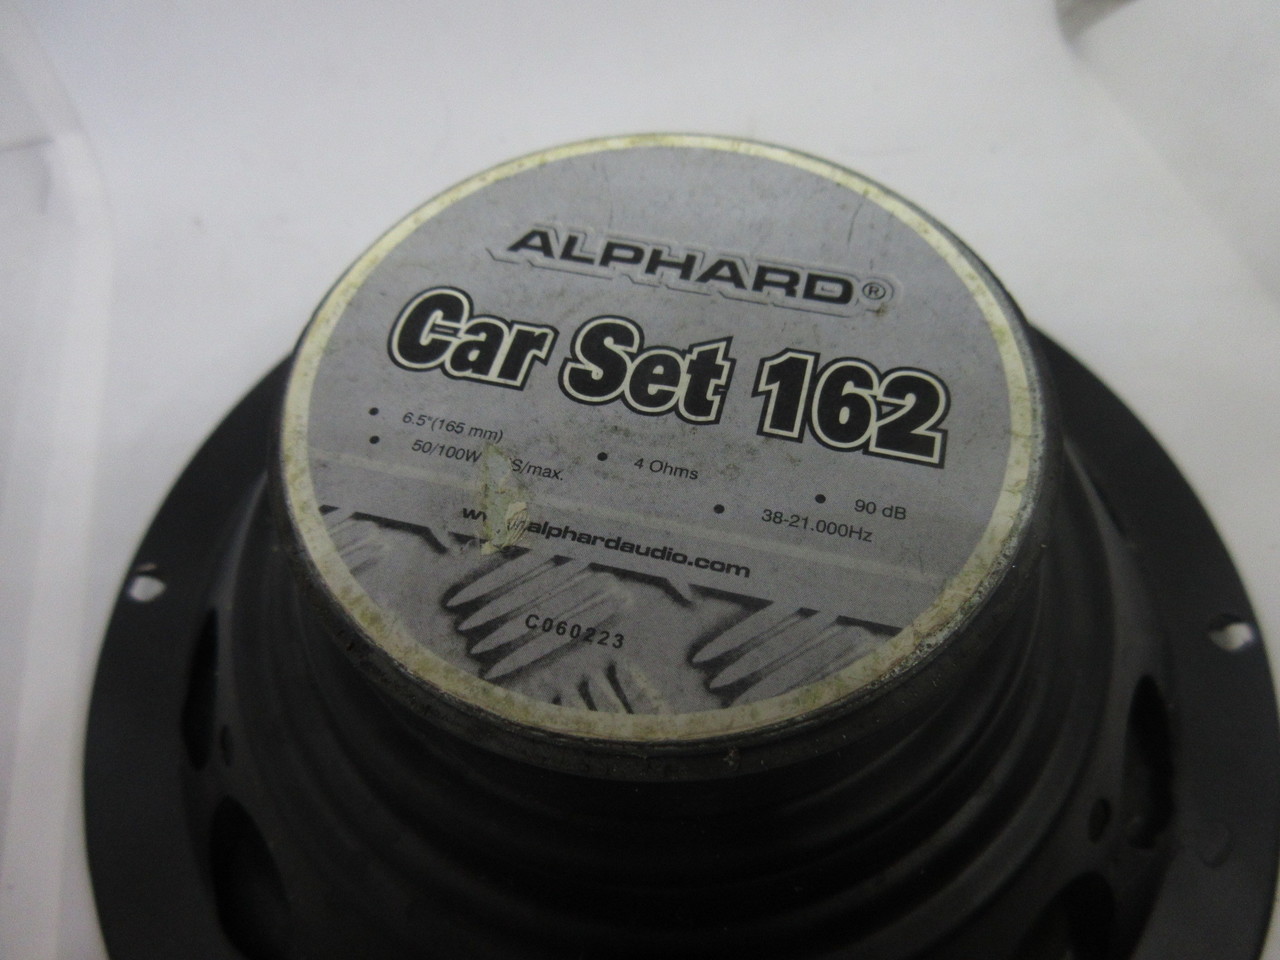 ALPHARD®
Car Set 162
• 6.5"(165 mm) • 4 Ohms • 90 dB
• 50/100W S/max. • 38-21.000Hz
alphardaudio.com
C060223